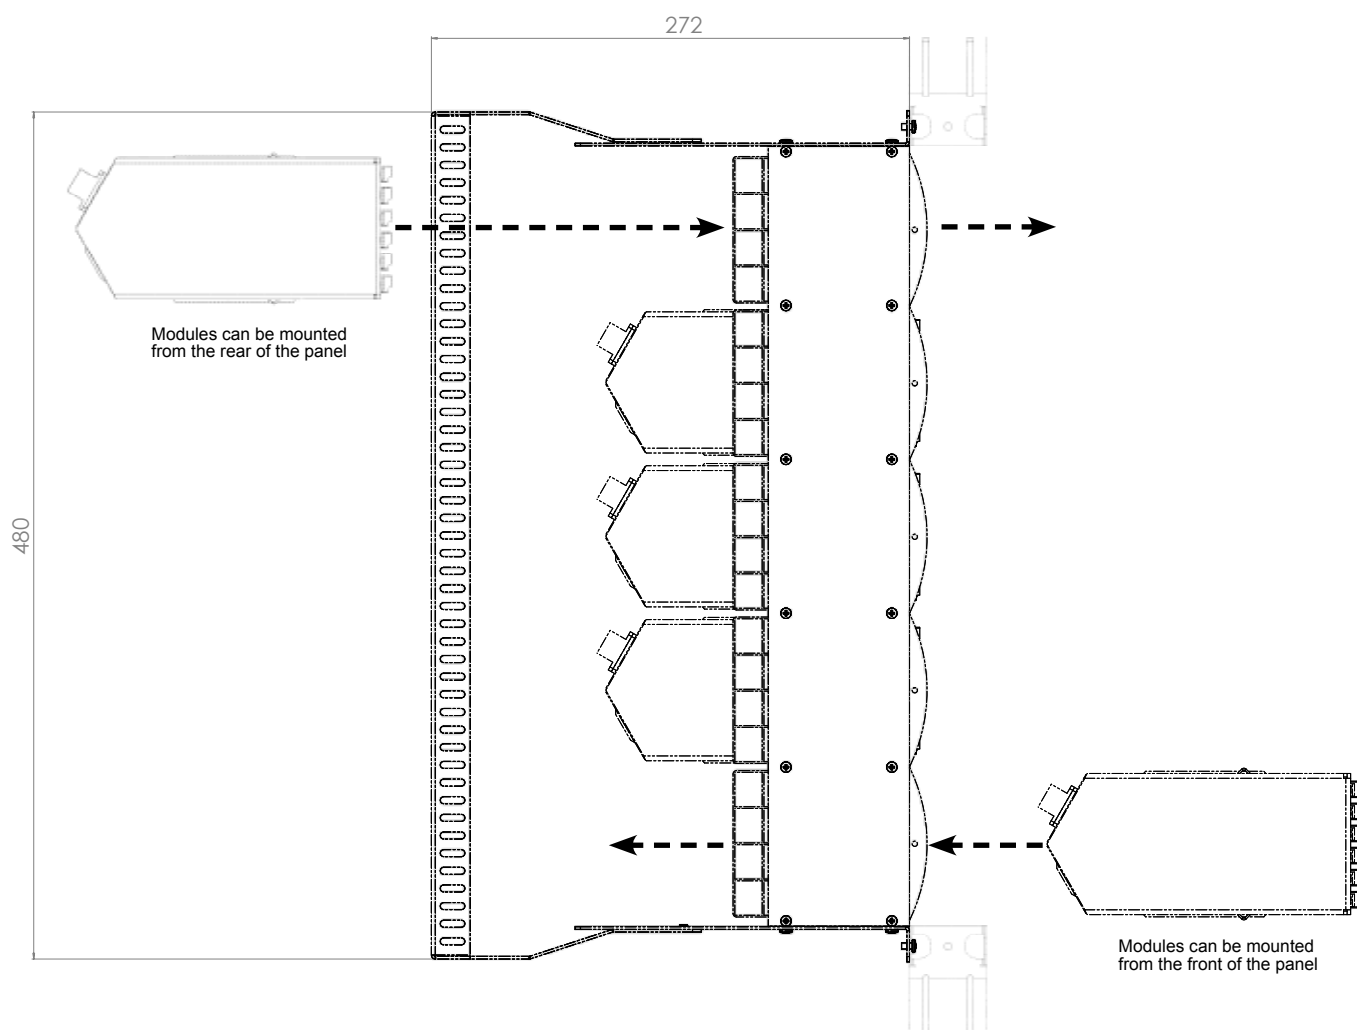 272
Modules can be mounted
from the rear of the panel
480
Modules can be mounted
from the front of the panel